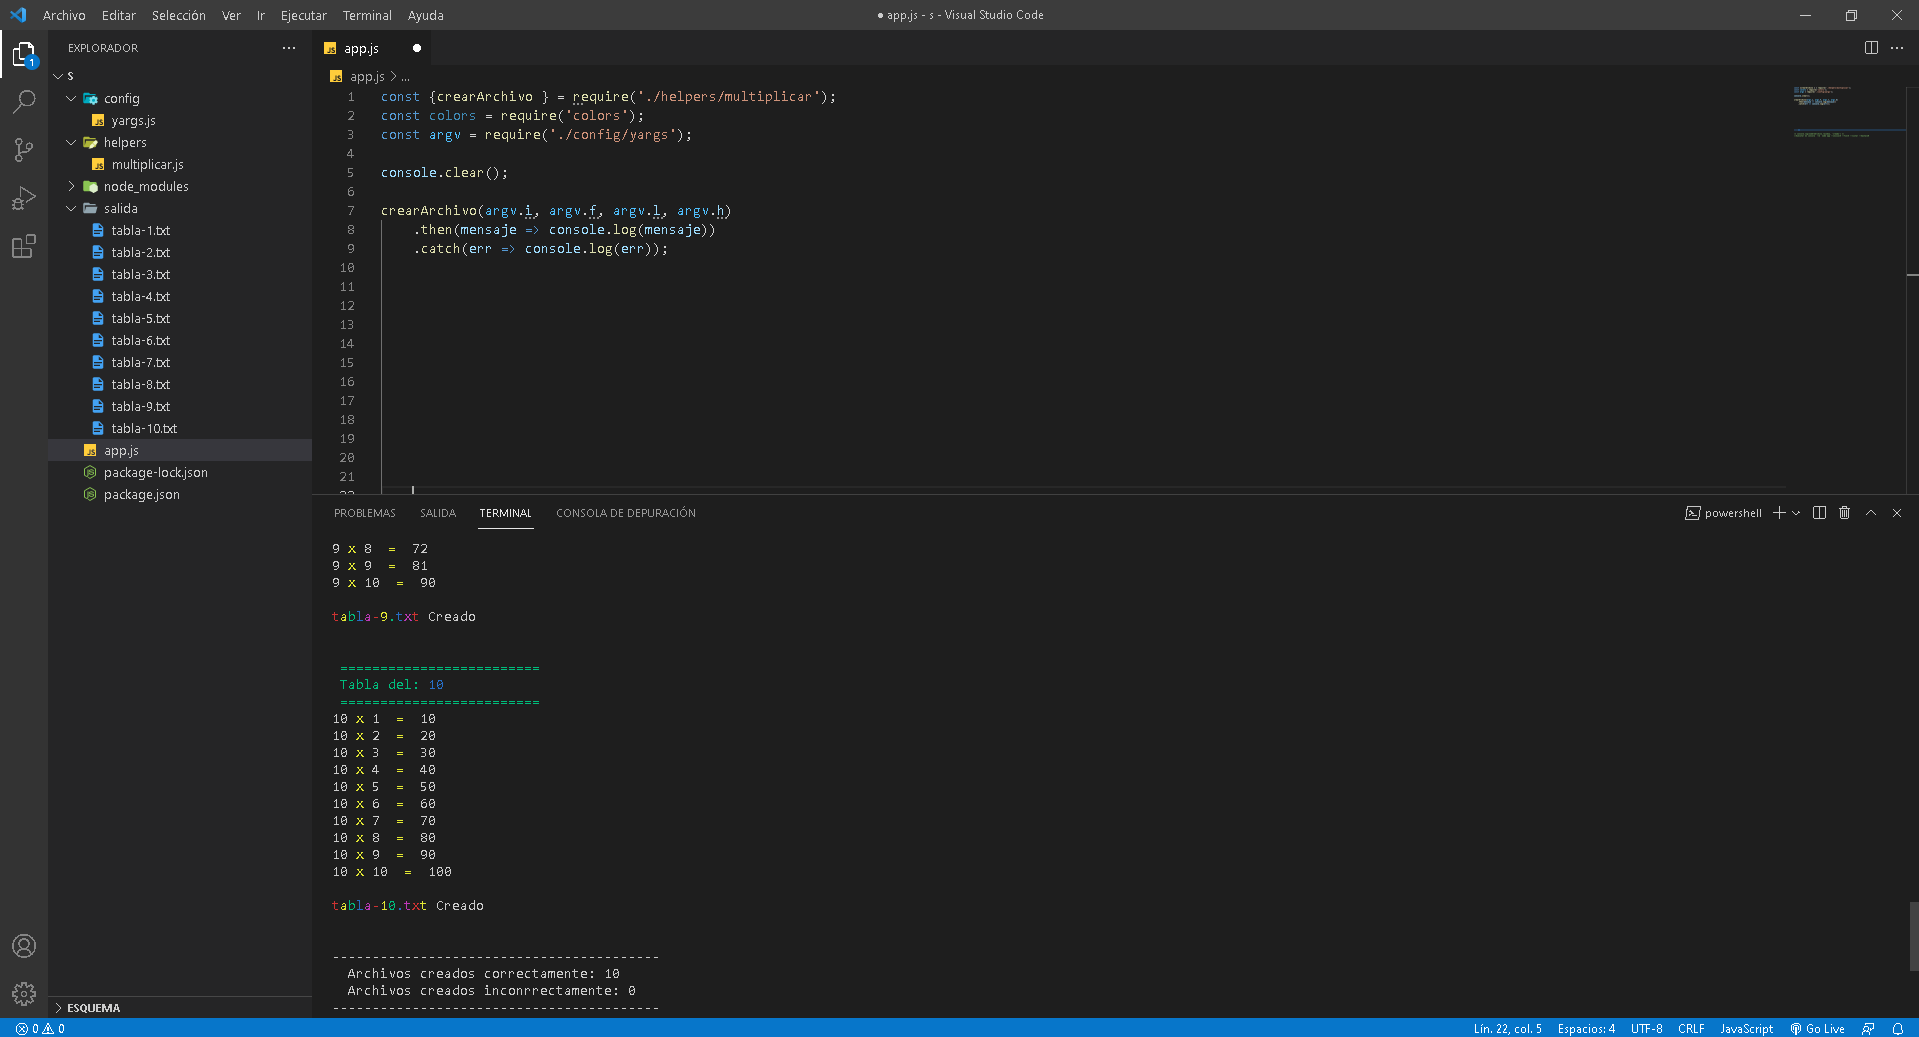 Archivo Editar Selección Ver Ir Ejecutar Terminal Ayuda
● app.js - s - Visual Studio Code
EXPLORADOR
1
S
config
yargs.js
helpers
multiplicar.js
node_modules
salida
tabla-1.txt
tabla-2.txt
tabla-3.txt
tabla-4.txt
tabla-5.txt
tabla-6.txt
tabla-7.txt
tabla-8.txt
tabla-9.txt
tabla-10.txt
app.js
package-lock.json
package.json
ESQUEMA
JS app.js
JS app.js > ...
1 const {crearArchivo } = require('./helpers/multiplicar');
2 const colors = require('colors');
3 const argv = require('./config/yargs');
4
5 console.clear();
6
7 crearArchivo(argv.i, argv.f, argv.l, argv.h)
8 .then(mensaje => console.log(mensaje))
9 .catch(err => console.log(err));
10
11
12
13
14
15
16
17
18
19
20
21
22
PROBLEMAS SALIDA TERMINAL CONSOLA DE DEPURACIÓN
powershell
9 x 8 = 72
9 x 9 = 81
9 x 10 = 90
tabla-9.txt Creado
=========================
Tabla del: 10
=========================
10 x 1 = 10
10 x 2 = 20
10 x 3 = 30
10 x 4 = 40
10 x 5 = 50
10 x 6 = 60
10 x 7 = 70
10 x 8 = 80
10 x 9 = 90
10 x 10 = 100
tabla-10.txt Creado
-----------------------------------------
Archivos creados correctamente: 10
Archivos creados inconrrectamente: 0
-----------------------------------------
0 0
Lín. 22, col. 5 Espacios: 4 UTF-8 CRLF JavaScript Go Live